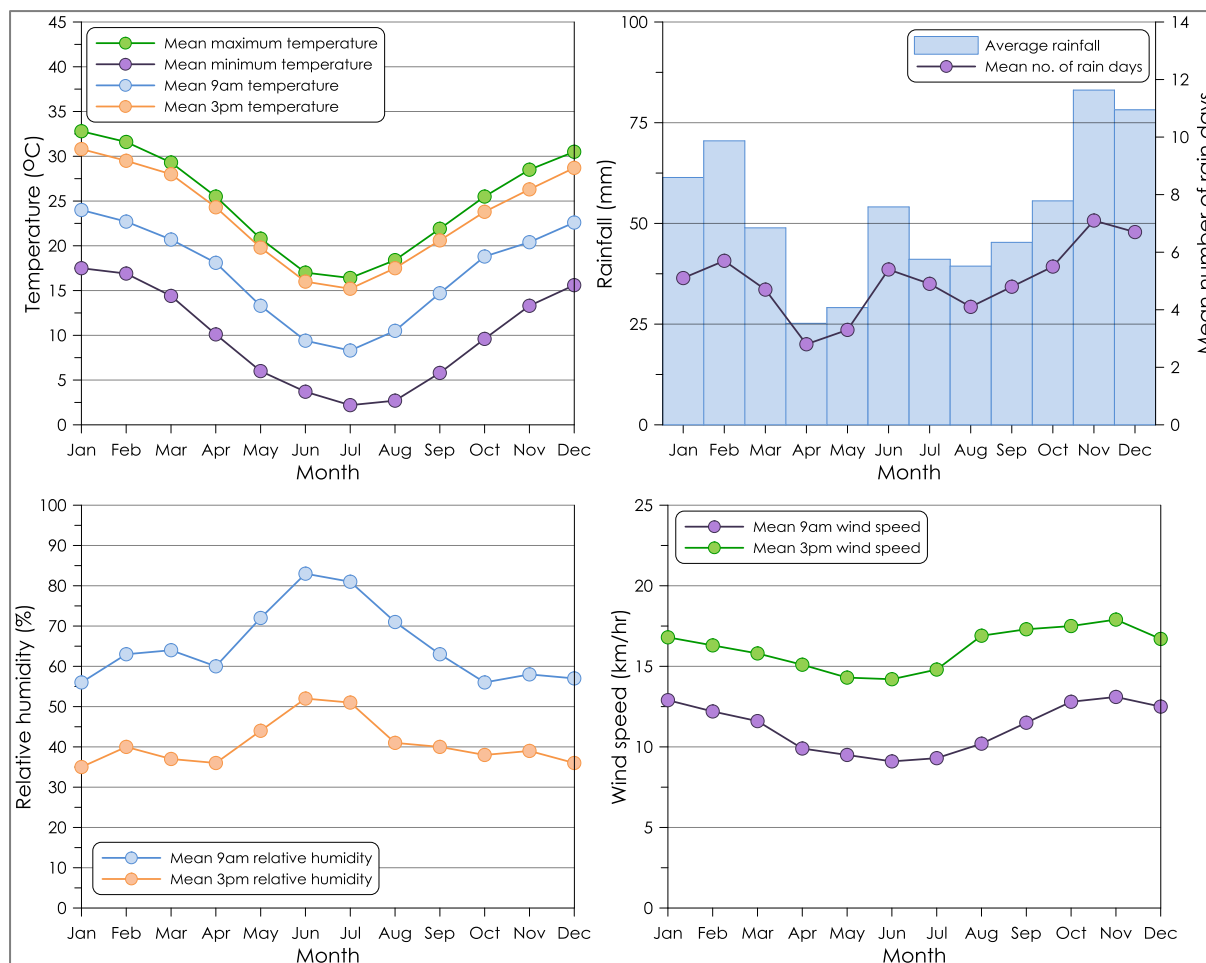 45
40
35
30
25
20
15
10
5
0
Temperature (OC)
Mean maximum temperature
Mean minimum temperature
Mean 9am temperature
Mean 3pm temperature
Jan Feb Mar Apr May Jun Jul Aug Sep Oct Nov Dec
Month
100
75
50
25
0
Rainfall (mm)
Average rainfall
Mean no. of rain days
14
12
10
8
6
4
2
0
Mean number of rain days
Jan Feb Mar Apr May Jun Jul Aug Sep Oct Nov Dec
Month
100
90
80
70
60
50
40
30
20
10
0
Relative humidity (%)
Mean 9am relative humidity
Mean 3pm relative humidity
Jan Feb Mar Apr May Jun Jul Aug Sep Oct Nov Dec
Month
25
20
15
10
5
0
Wind speed (km/hr)
Mean 9am wind speed
Mean 3pm wind speed
Jan Feb Mar Apr May Jun Jul Aug Sep Oct Nov Dec
Month